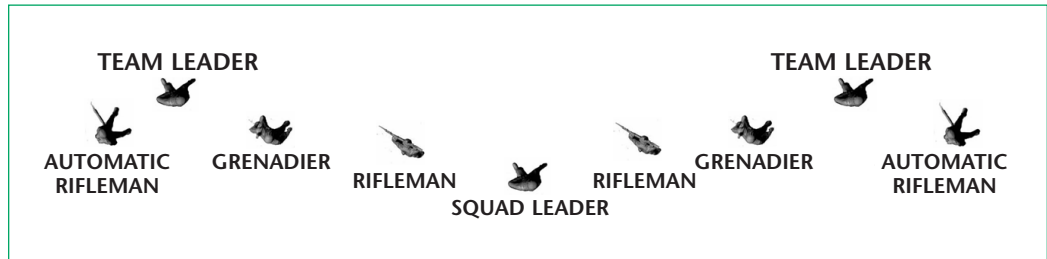 TEAM LEADER
TEAM LEADER
AUTOMATIC
RIFLEMAN
GRENADIER
RIFLEMAN
SQUAD LEADER
RIFLEMAN
GRENADIER
AUTOMATIC
RIFLEMAN